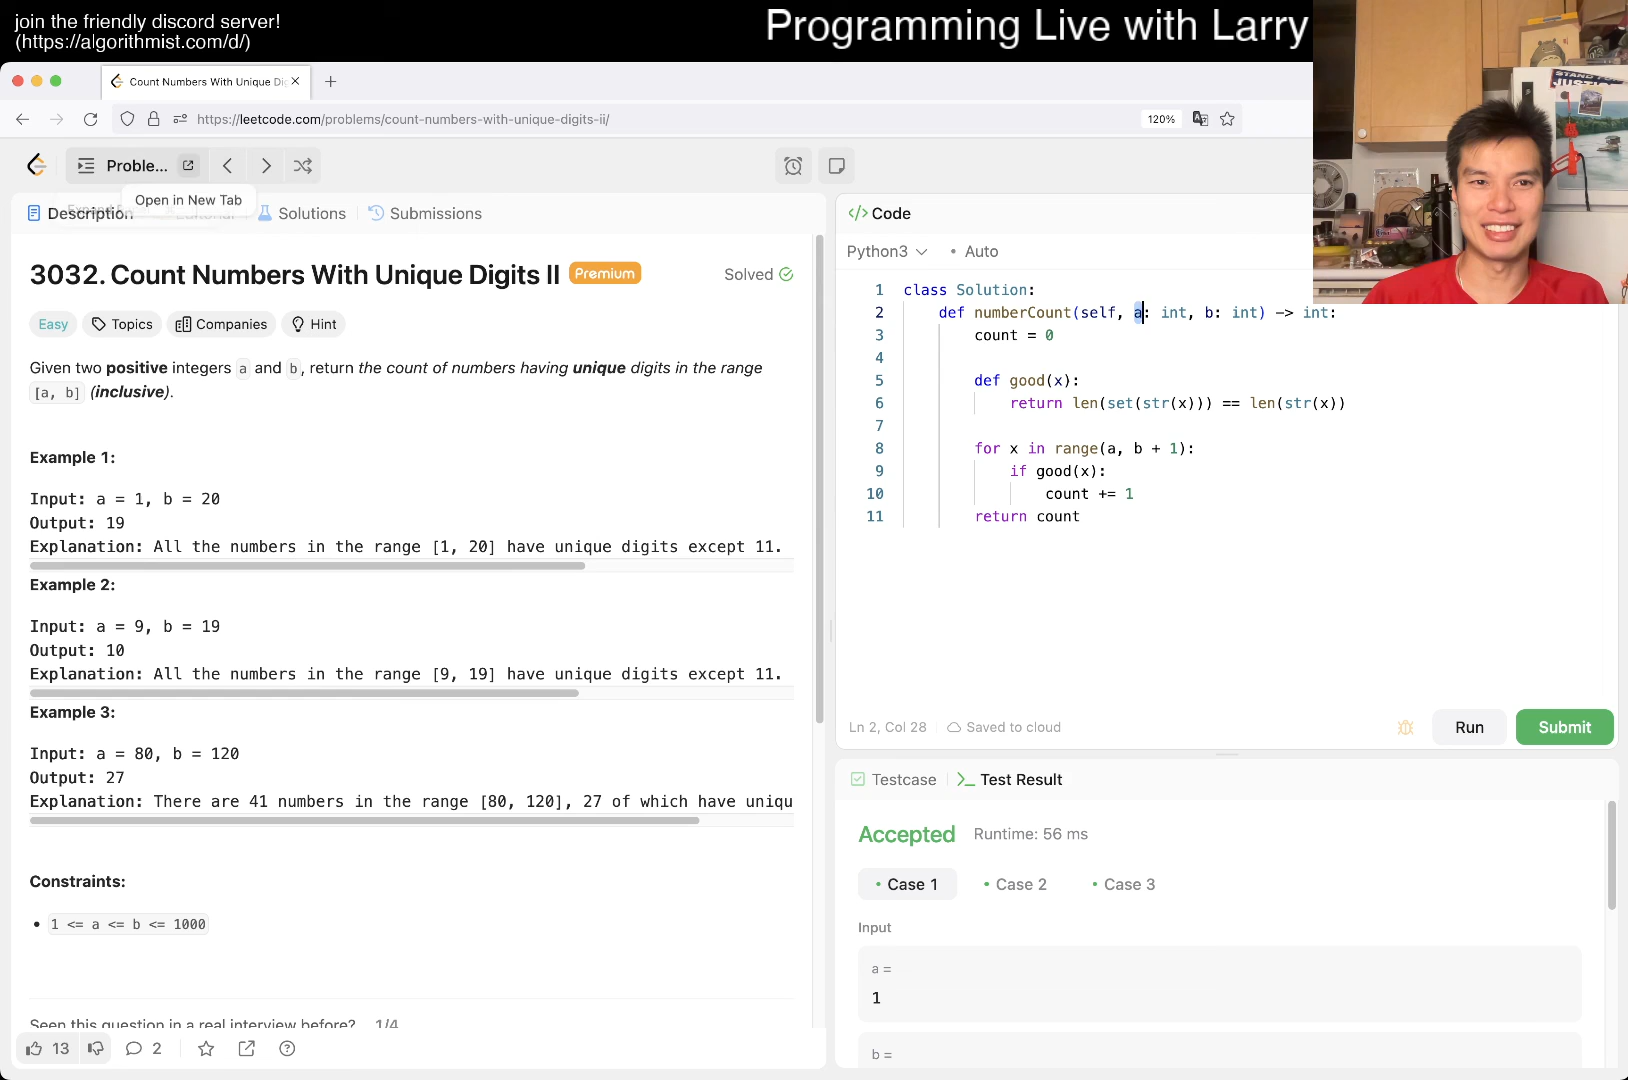 join the friendly discord server!
(https://algorithmist.com/d/)
Programming Live with Larry
Count Numbers With Unique Di
https://leetcode.com/problems/count-numbers-with-unique-digits-ii/
120%
Proble...
Open in New Tab
Description
Solutions
Submissions
3032. Count Numbers With Unique Digits II
Premium
Solved
Easy
Topics
Companies
Hint
Given two positive integers a and b, return the count of numbers having unique digits in the range
[a, b] (inclusive).
Example 1:
Input: a = 1, b = 20
Output: 19
Explanation: All the numbers in the range [1, 20] have unique digits except 11.
Example 2:
Input: a = 9, b = 19
Output: 10
Explanation: All the numbers in the range [9, 19] have unique digits except 11.
Example 3:
Input: a = 80, b = 120
Output: 27
Explanation: There are 41 numbers in the range [80, 120], 27 of which have uniqu
Constraints:
• 1 <= a <= b <= 1000
Seen this question in a real interview before? 1/4
13
2
</> Code
Python3
• Auto
1 class Solution:
2 def numberCount(self, a: int, b: int) -> int:
3 count = 0
4
5 def good(x):
6 return len(set(str(x))) == len(str(x))
7
8 for x in range(a, b + 1):
9 if good(x):
10 count += 1
11 return count
Ln 2, Col 28
Saved to cloud
Run
Submit
Testcase
Test Result
Accepted
Runtime: 56 ms
• Case 1
• Case 2
• Case 3
Input
a =
1
b =